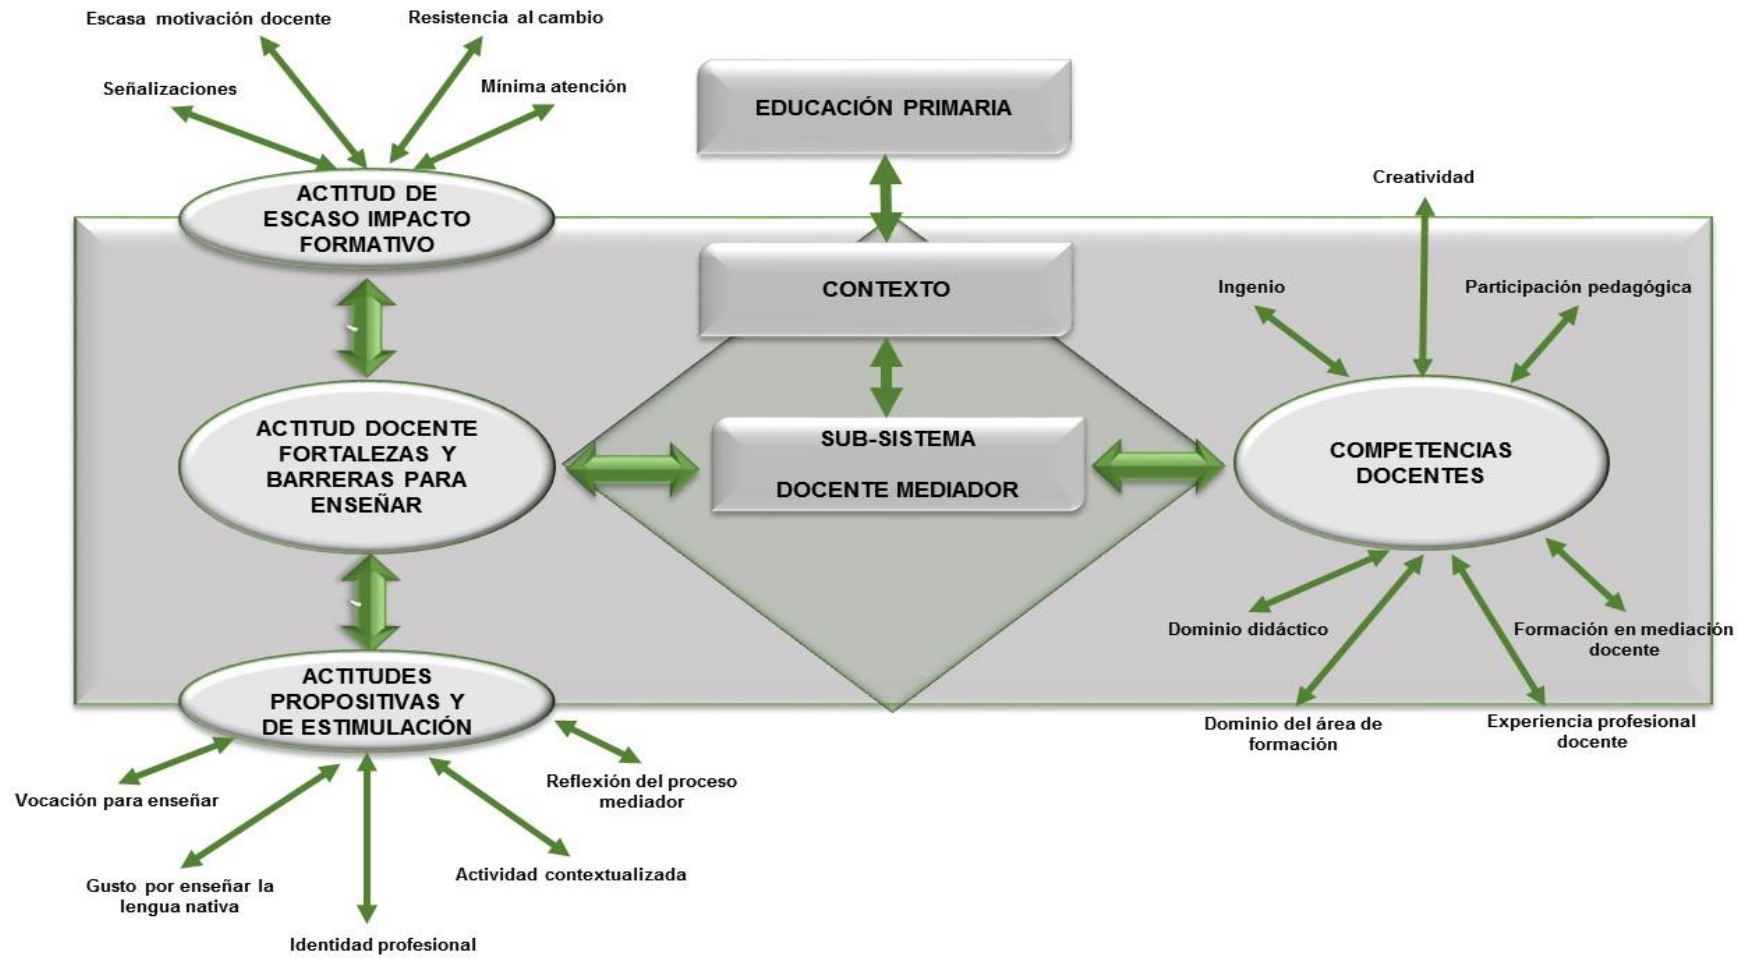 Escasa motivación docente
Resistencia al cambio
Señalizaciones
Mínima atención
EDUCACIÓN PRIMARIA
ACTITUD DE
ESCASO IMPACTO
FORMATIVO
CONTEXTO
Creatividad
Ingenio
Participación pedagógica
ACTITUD DOCENTE
FORTALEZAS Y
BARRERAS PARA
ENSEÑAR
SUB-SISTEMA
DOCENTE MEDIADOR
COMPETENCIAS
DOCENTES
Dominio didáctico
Formación en mediación
docente
Dominio del área de
formación
Experiencia profesional
docente
ACTITUDES
PROPOSITIVAS Y
DE ESTIMULACIÓN
Vocación para enseñar
Reflexión del proceso
mediador
Gusto por enseñar la
lengua nativa
Actividad contextualizada
Identidad profesional